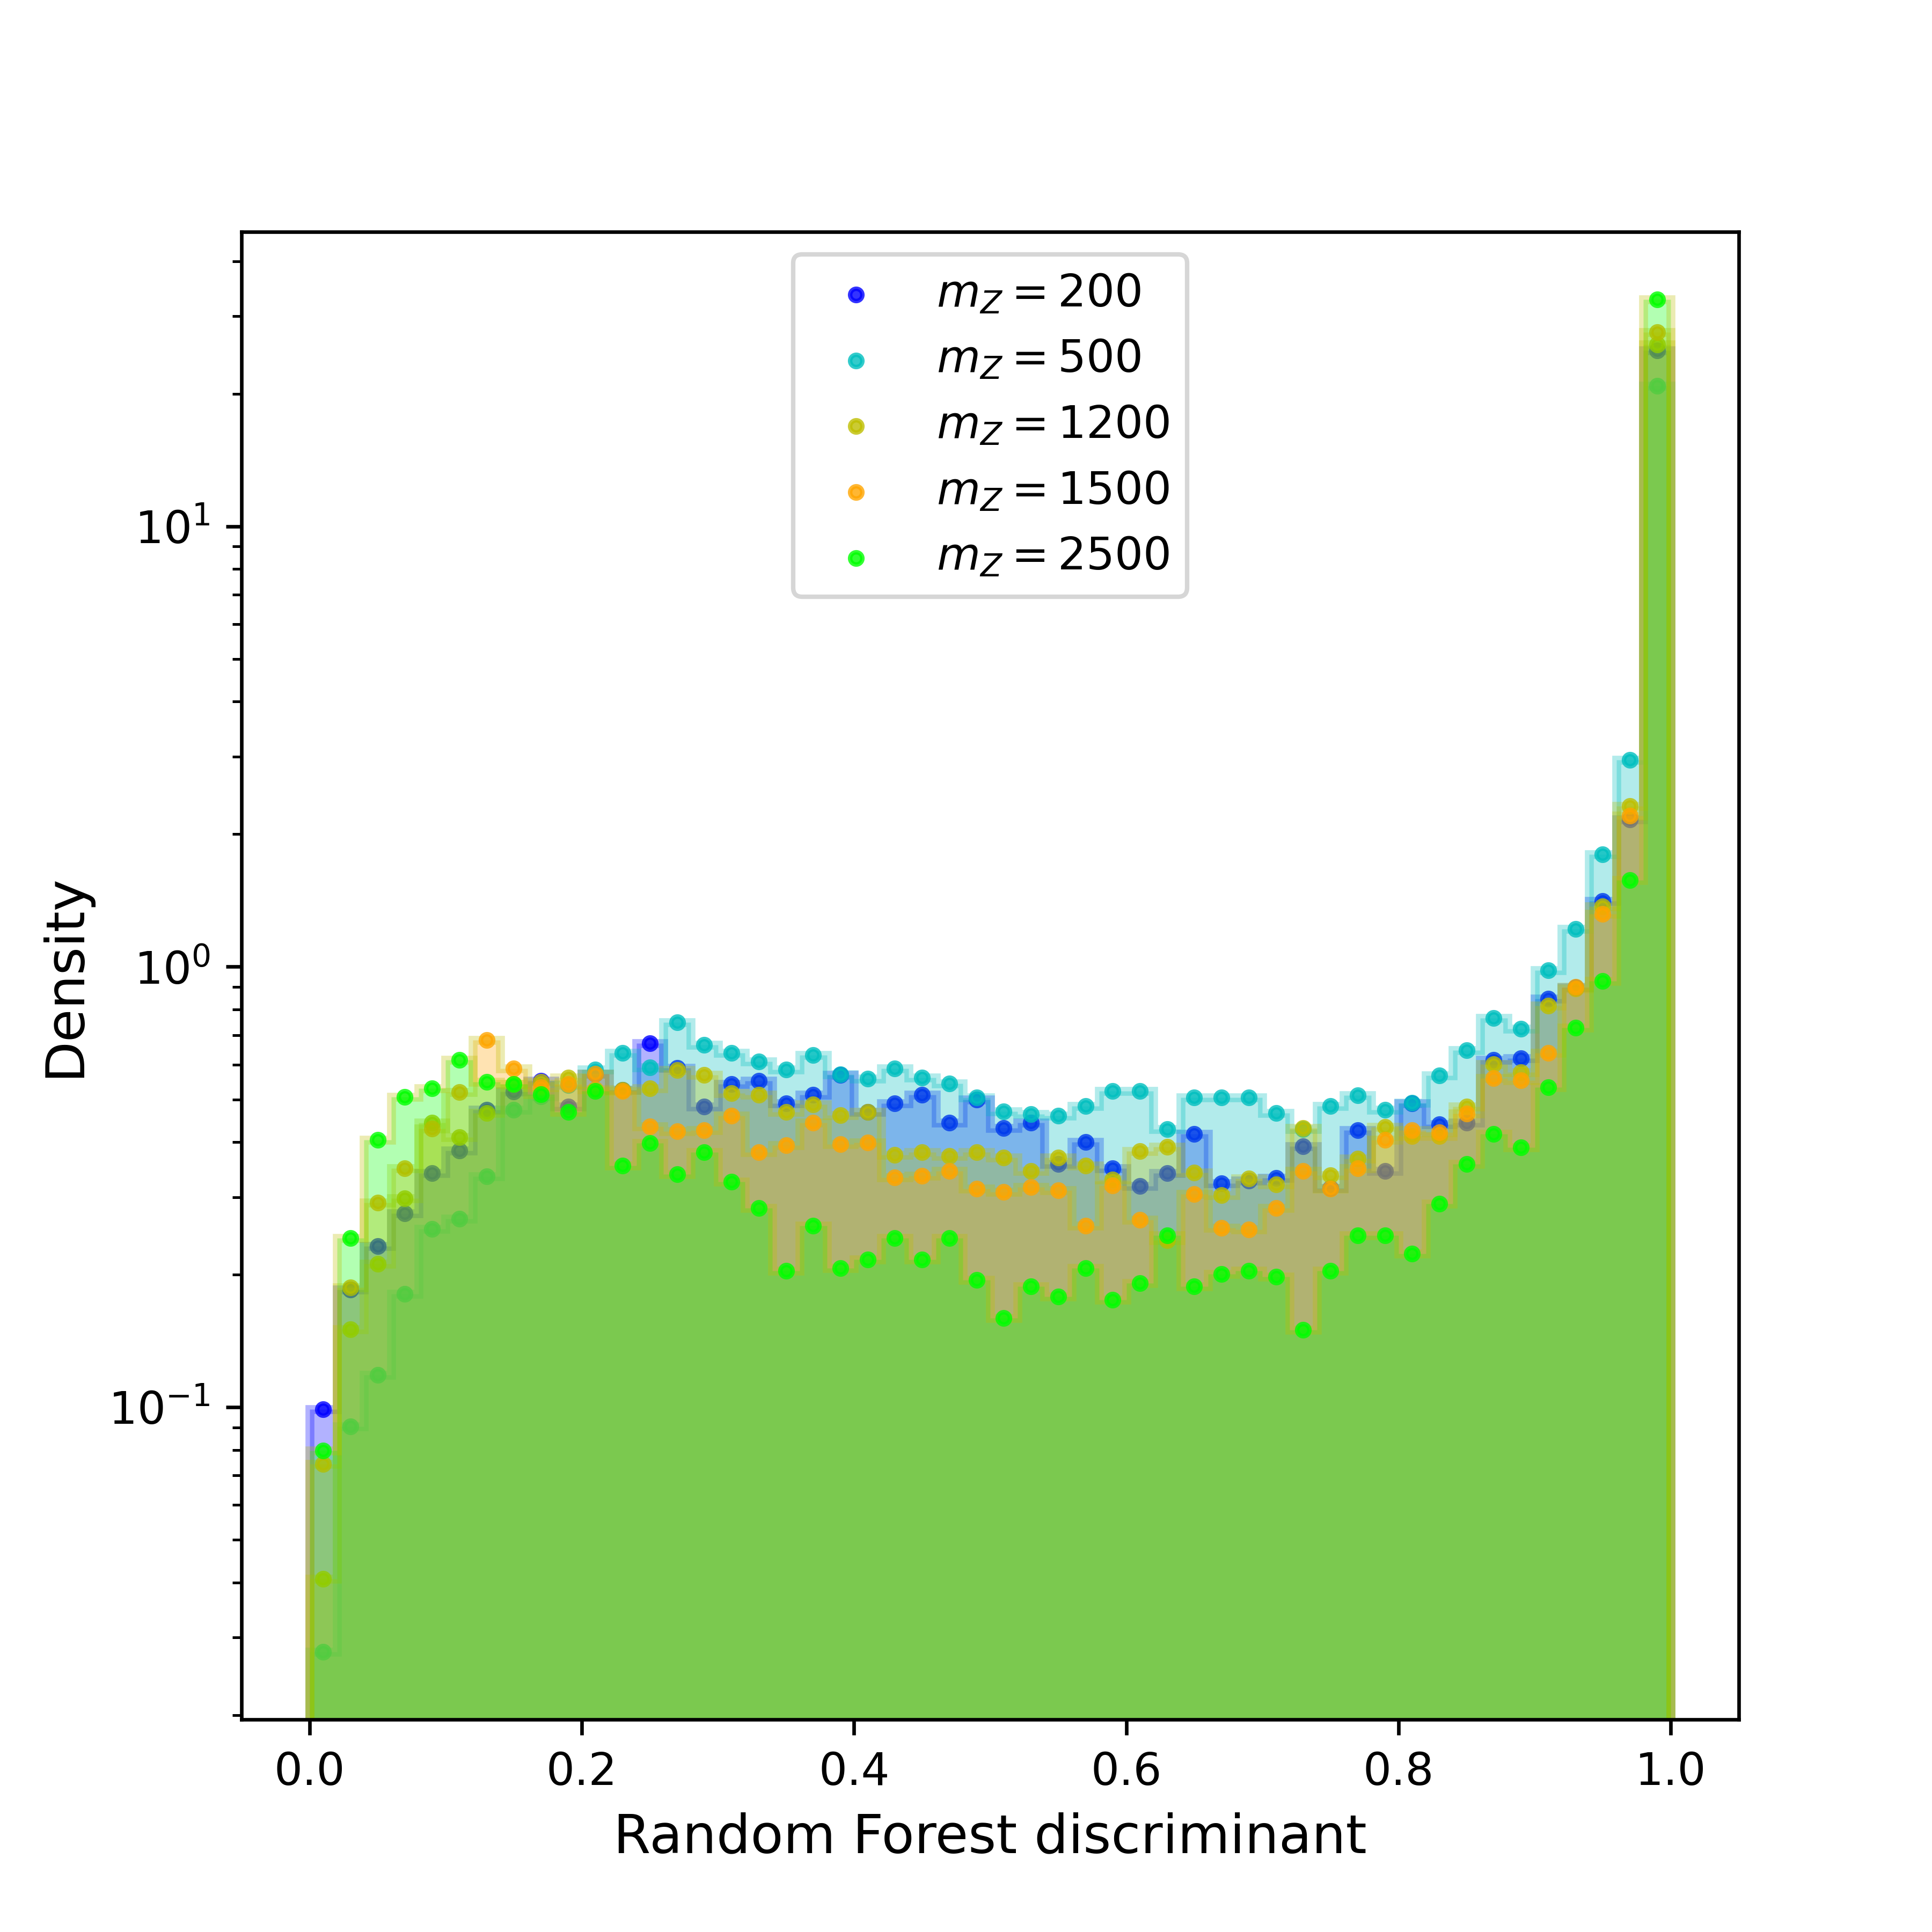 m_Z = 200
m_Z = 500
m_Z = 1200
m_Z = 1500
m_Z = 2500
10^1
10^0
10^−1
Density
0.0 0.2 0.4 0.6 0.8 1.0
Random Forest discriminant